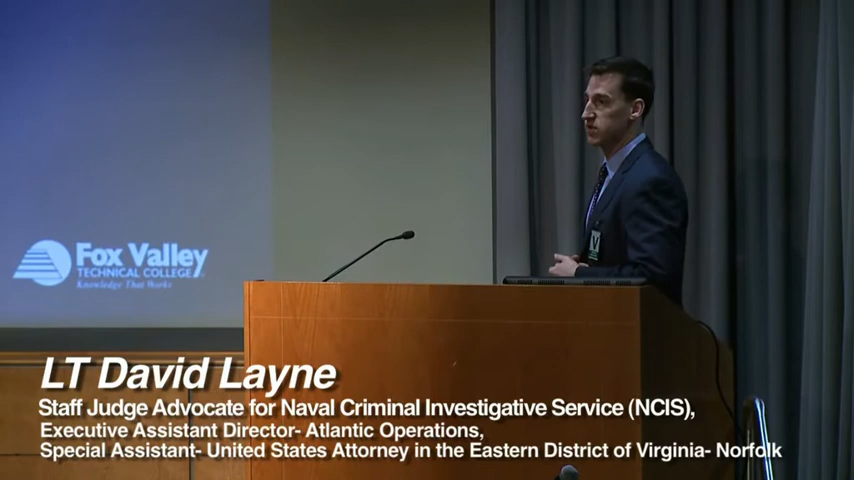 Fox Valley
TECHNICAL COLLEGE
Knowledge That Works
V
LT David Layne
Staff Judge Advocate for Naval Criminal Investigative Service (NCIS),
Executive Assistant Director- Atlantic Operations,
Special Assistant- United States Attorney in the Eastern District of Virginia- Norfolk